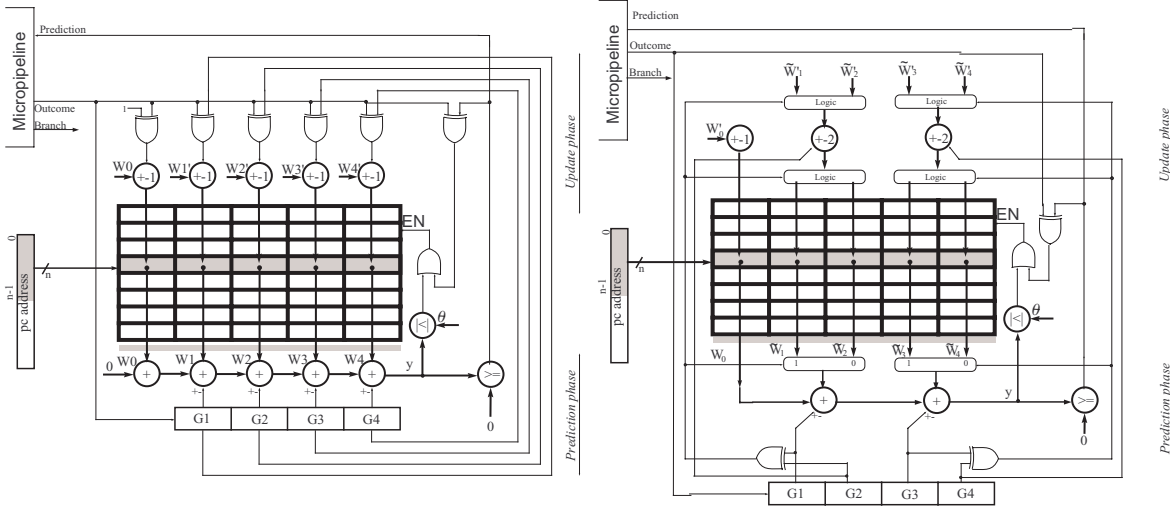 Micropipeline
Prediction
Outcome
Branch
1
W0 W1' W2' W3' W4'
+-1 +-1 +-1 +-1 +-1
Update phase
EN
0
n-1
pc address
n
|<|
θ
0
W0 W1 W2 W3 W4
+ + + + +
y
>=
0
+- +- +- +-
G1 G2 G3 G4
Prediction phase
Micropipeline
Prediction
Outcome
Branch
W̃'1 W̃'2 W̃'3 W̃'4
Logic Logic
W'0
+-1 +-2 +-2
Logic Logic
Update phase
EN
0
n-1
pc address
n
|<|
θ
W0 W̃1 W̃2 W̃3 W̃4
1 0 1 0
+ +
y
>=
0
+- +-
G1 G2 G3 G4
Prediction phase